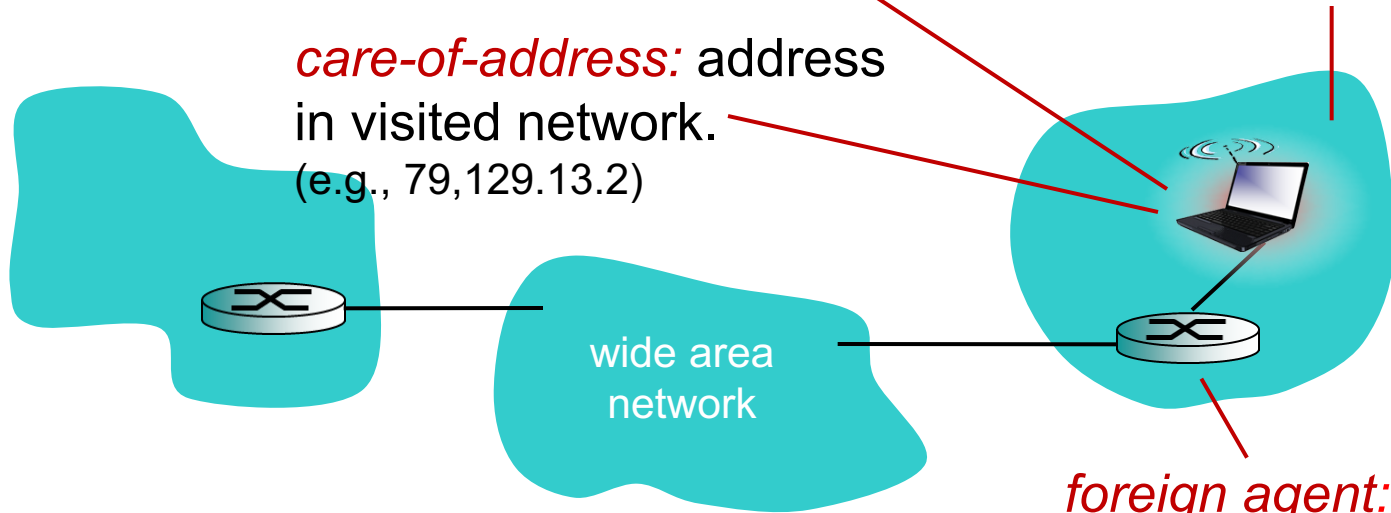 care-of-address: address
in visited network.
(e.g., 79,129.13.2)
wide area
network
foreign agent: